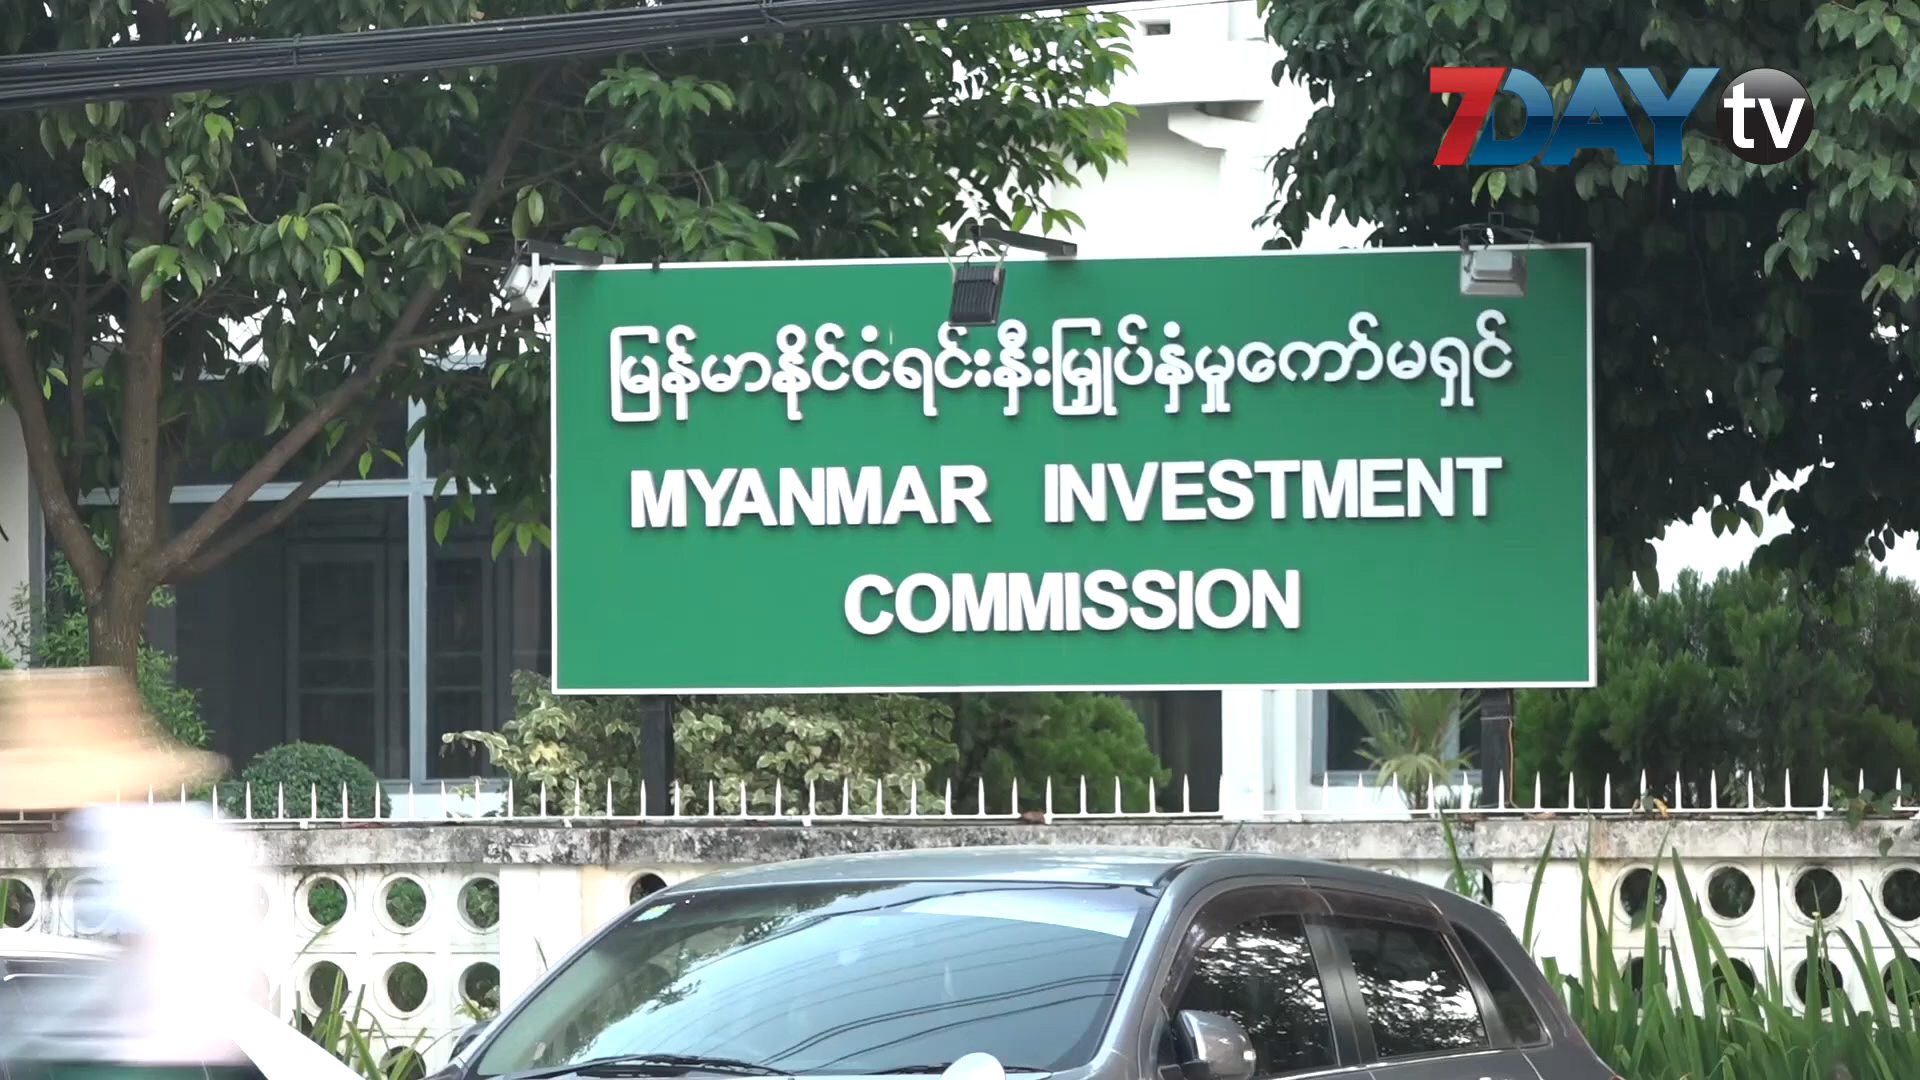 7DAY tv
မြန်မာနိုင်ငံရင်းနှီးမြှုပ်နှံမှုကော်မရှင်
MYANMAR INVESTMENT
COMMISSION